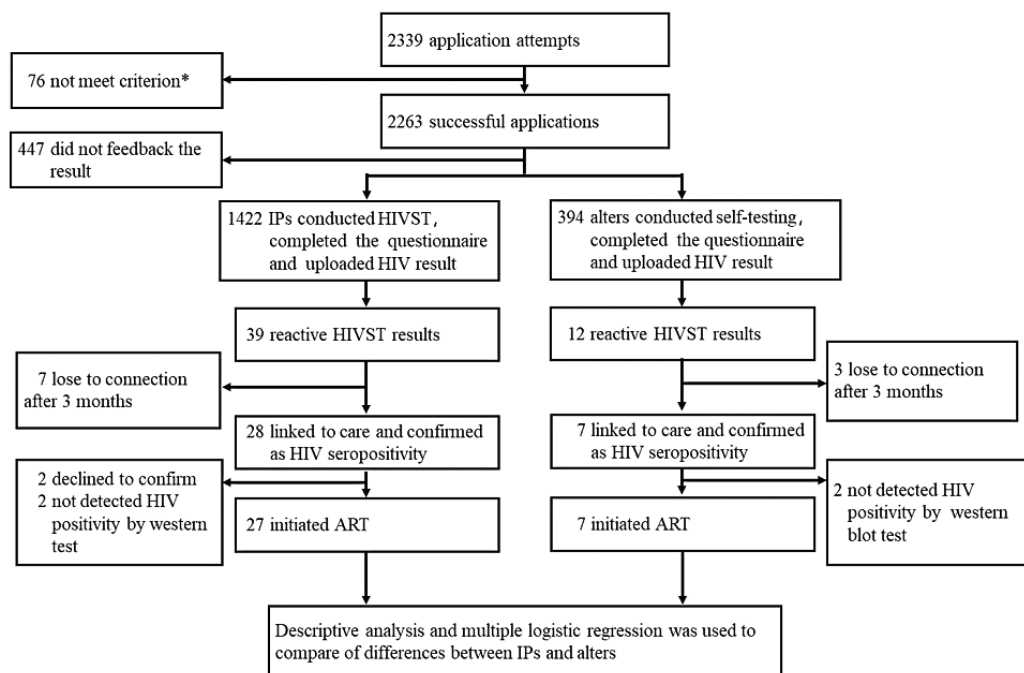 2339 application attempts
76 not meet criterion*
2263 successful applications
447 did not feedback the
result
1422 IPs conducted HIVST,
completed the questionnaire
and uploaded HIV result
394 alters conducted self-testing,
completed the questionnaire
and uploaded HIV result
39 reactive HIVST results
12 reactive HIVST results
7 lose to connection
after 3 months
3 lose to connection
after 3 months
28 linked to care and confirmed
as HIV seropositivity
7 linked to care and confirmed
as HIV seropositivity
2 declined to confirm
2 not detected HIV
positivity by western
test
2 not detected HIV
positivity by western
blot test
27 initiated ART
7 initiated ART
Descriptive analysis and multiple logistic regression was used to
compare of differences between IPs and alters